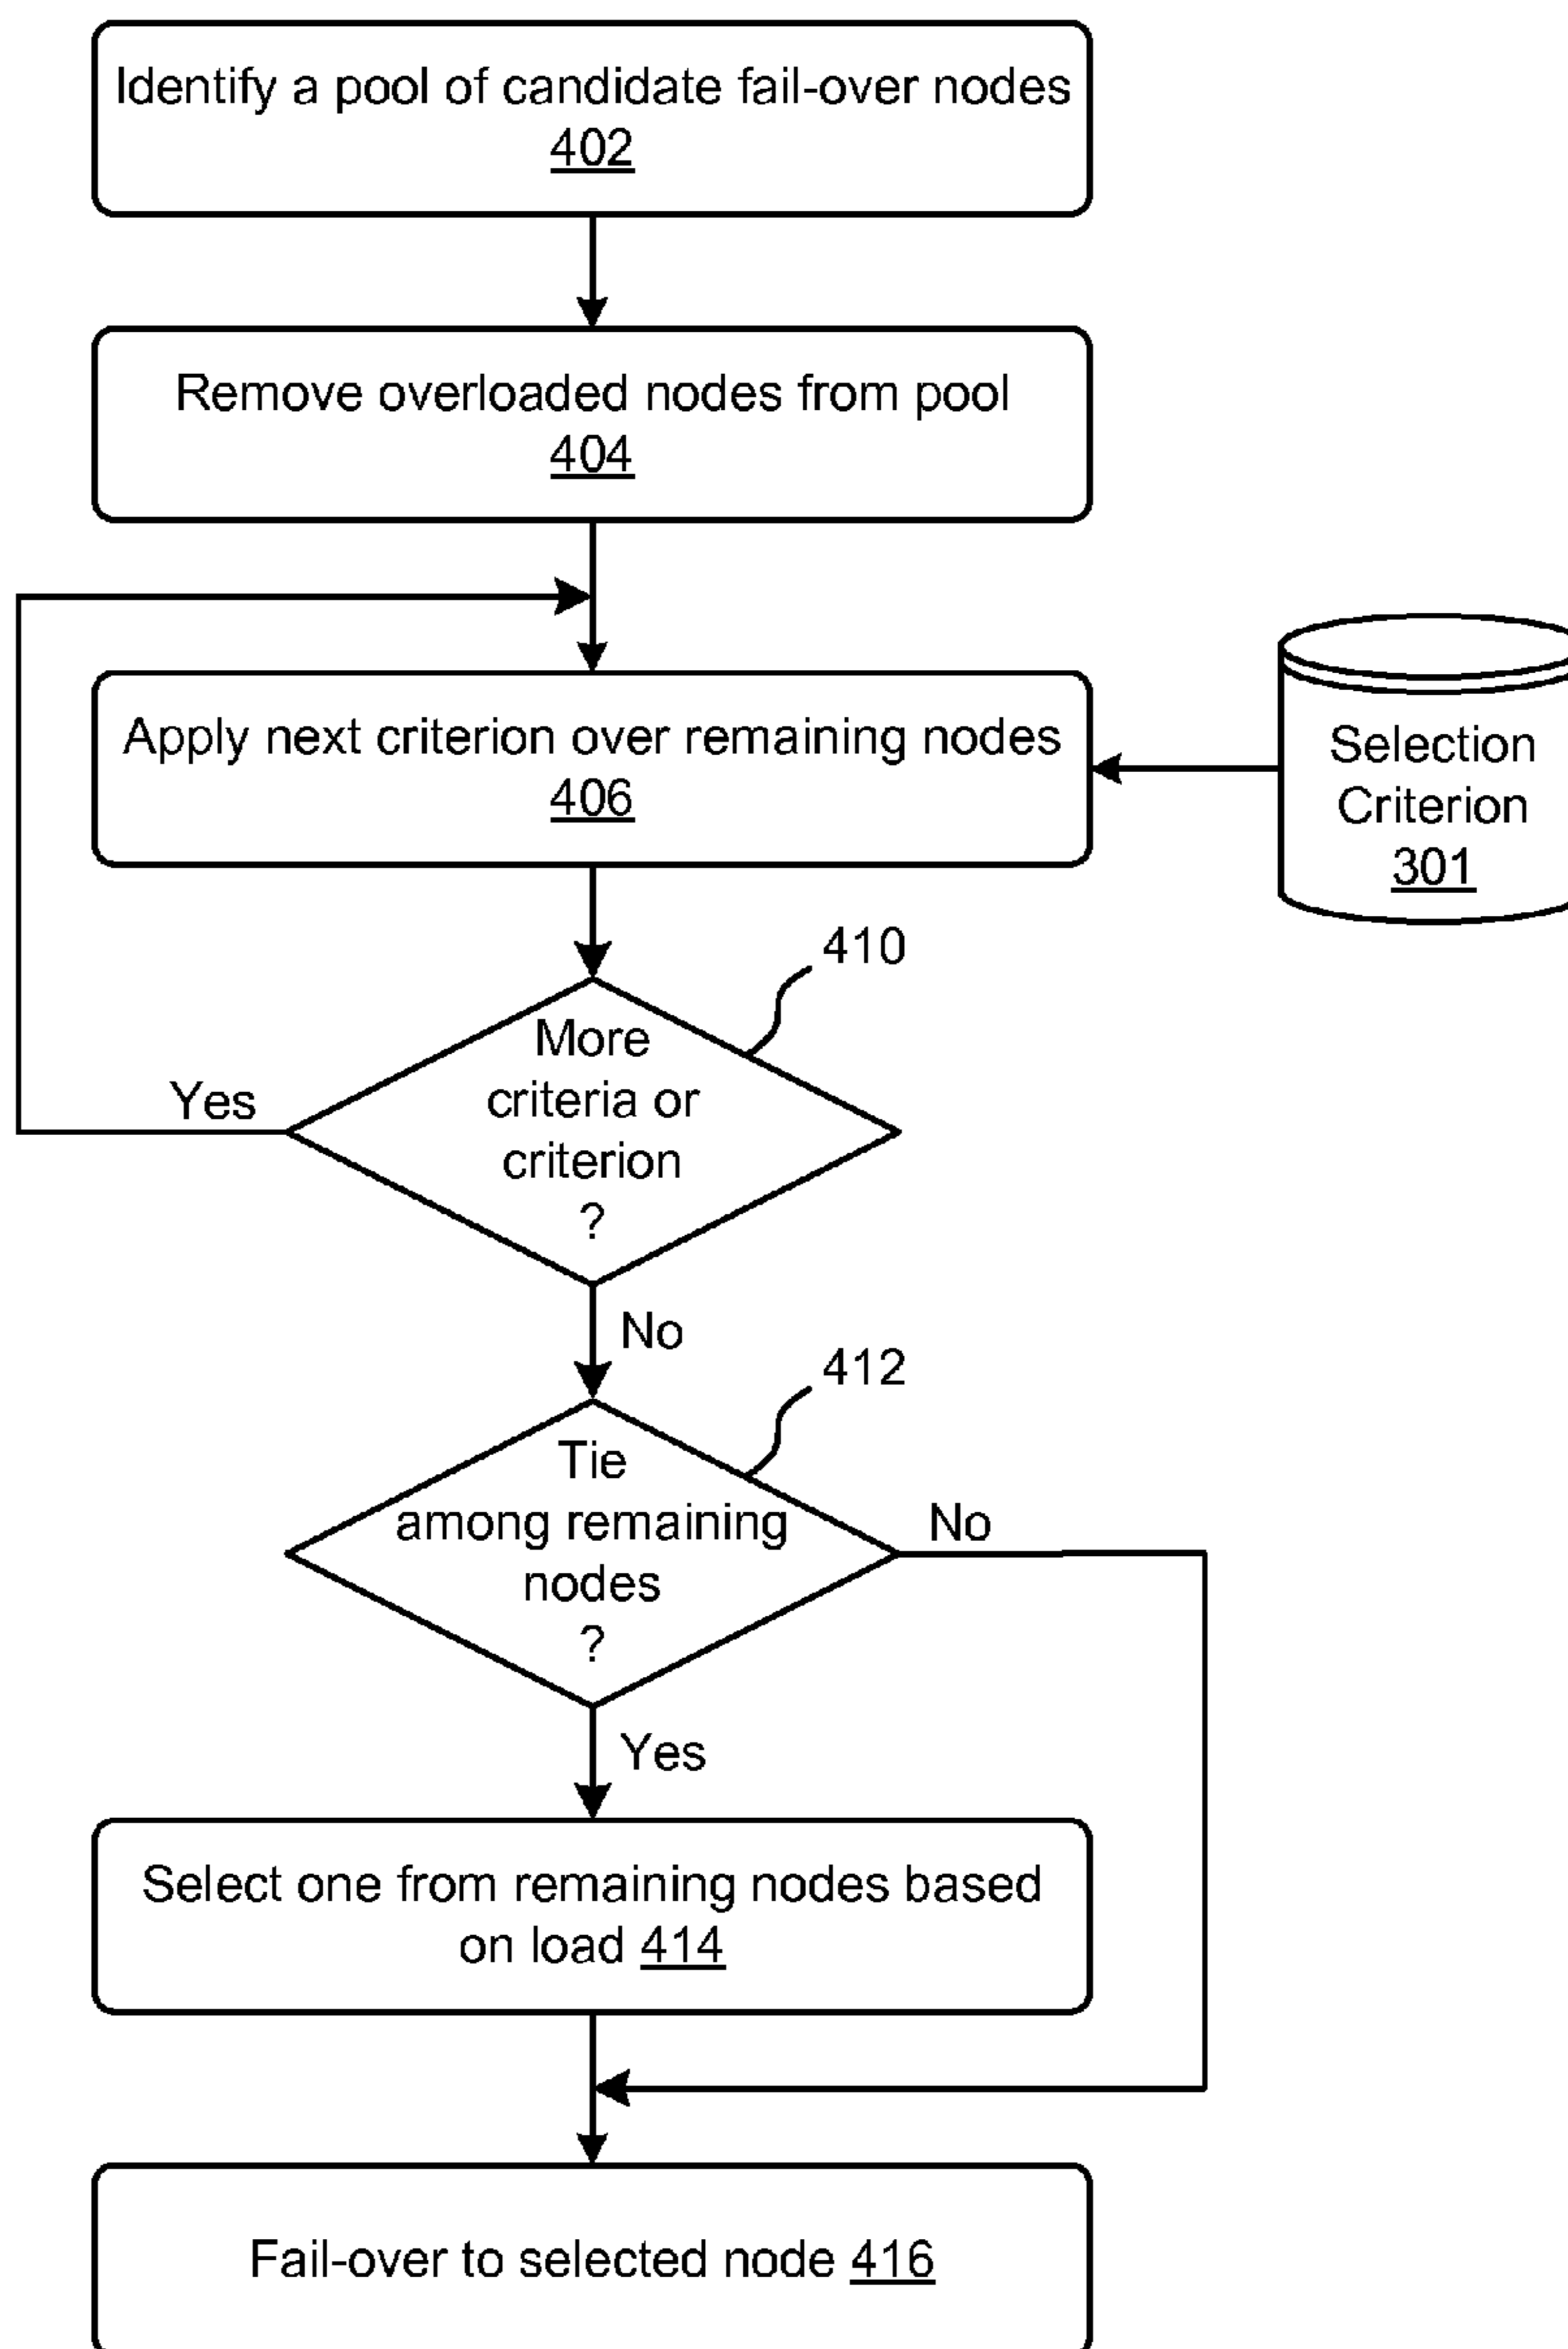 Identify a pool of candidate fail-over nodes
402
Remove overloaded nodes from pool
404
Apply next criterion over remaining nodes
406
Selection
Criterion
301
410
More
criteria or
criterion
?
Yes
No
412
Tie
among remaining
nodes
?
No
Yes
Select one from remaining nodes based
on load 414
Fail-over to selected node 416